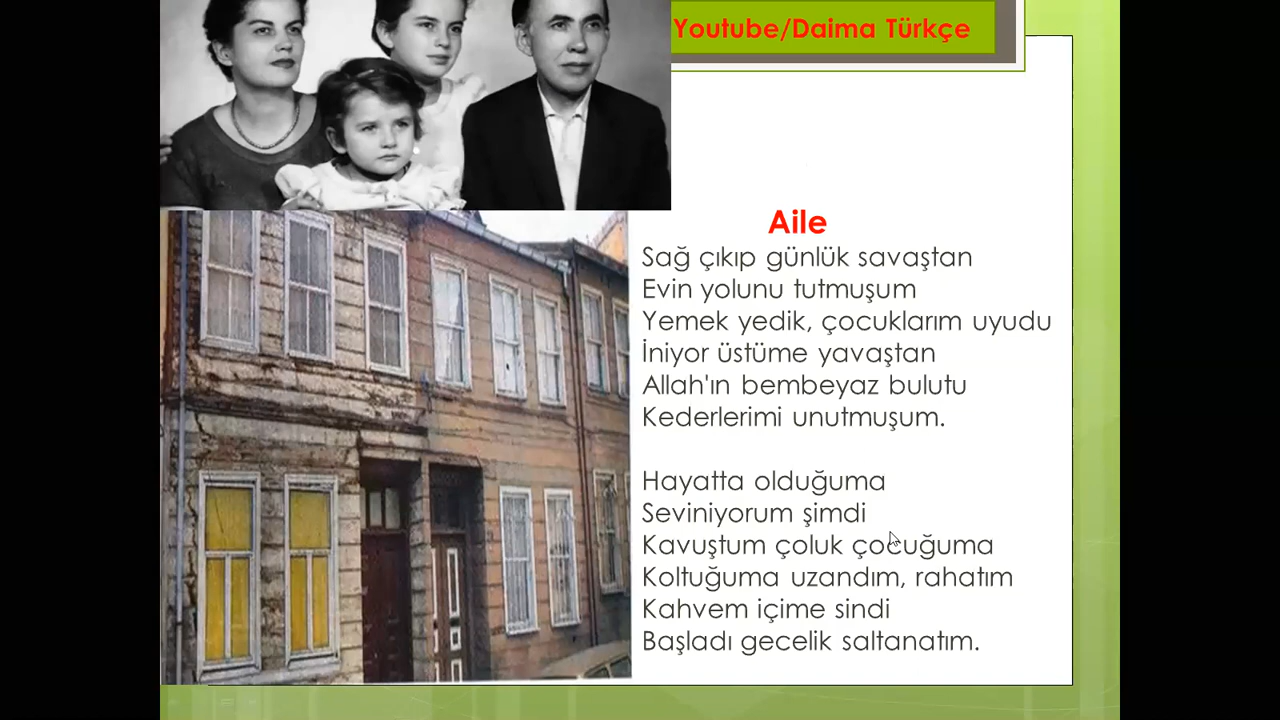 Youtube/Daima Türkçe
Aile
Sağ çıkıp günlük savaştan
Evin yolunu tutmuşum
Yemek yedik, çocuklarım uyudu
İniyor üstüme yavaştan
Allah'ın bembeyaz bulutu
Kederlerimi unutmuşum.
Hayatta olduğuma
Seviniyorum şimdi
Kavuştum çoluk çocuğuma
Koltuğuma uzandım, rahatım
Kahvem içime sindi
Başladı gecelik saltanatım.